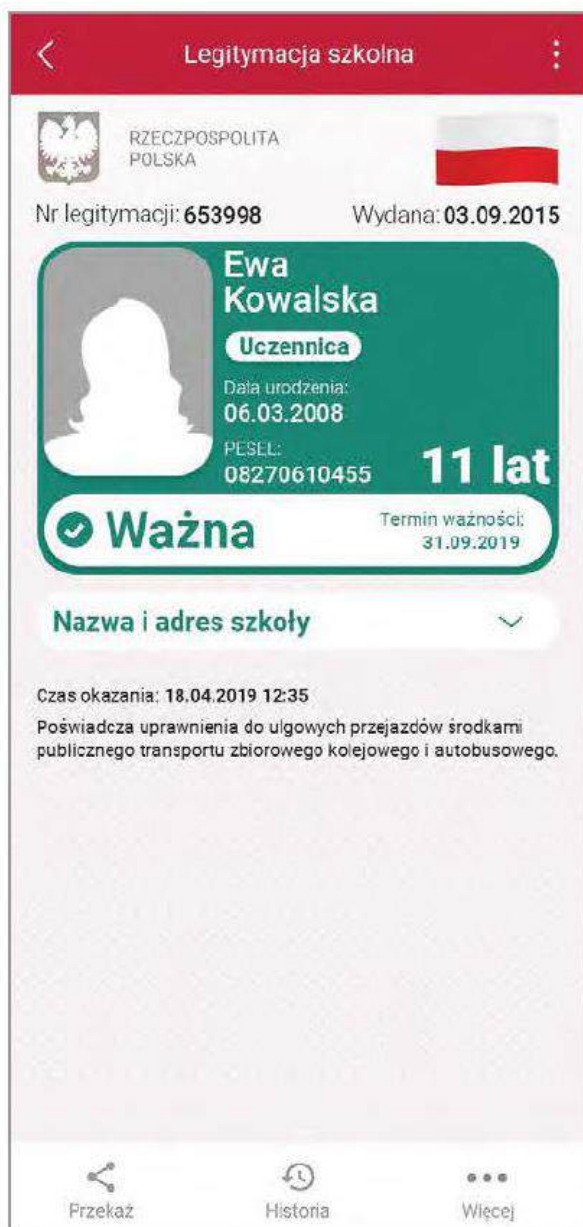 Legitymacja szkolna
RZECZPOSPOLITA
POLSKA
Nr legitymacji: 653998 Wydana: 03.09.2015
Ewa
Kowalska
Uczennica
Data urodzenia:
06.03.2008
PESEL:
08270610455
11 lat
Ważna
Termin ważności:
31.09.2019
Nazwa i adres szkoły
Czas okazania: 18.04.2019 12:35
Poświadcza uprawnienia do ulgowych przejazdów środkami
publicznego transportu zbiorowego kolejowego i autobusowego.
Przekaż
Historia
Więcej